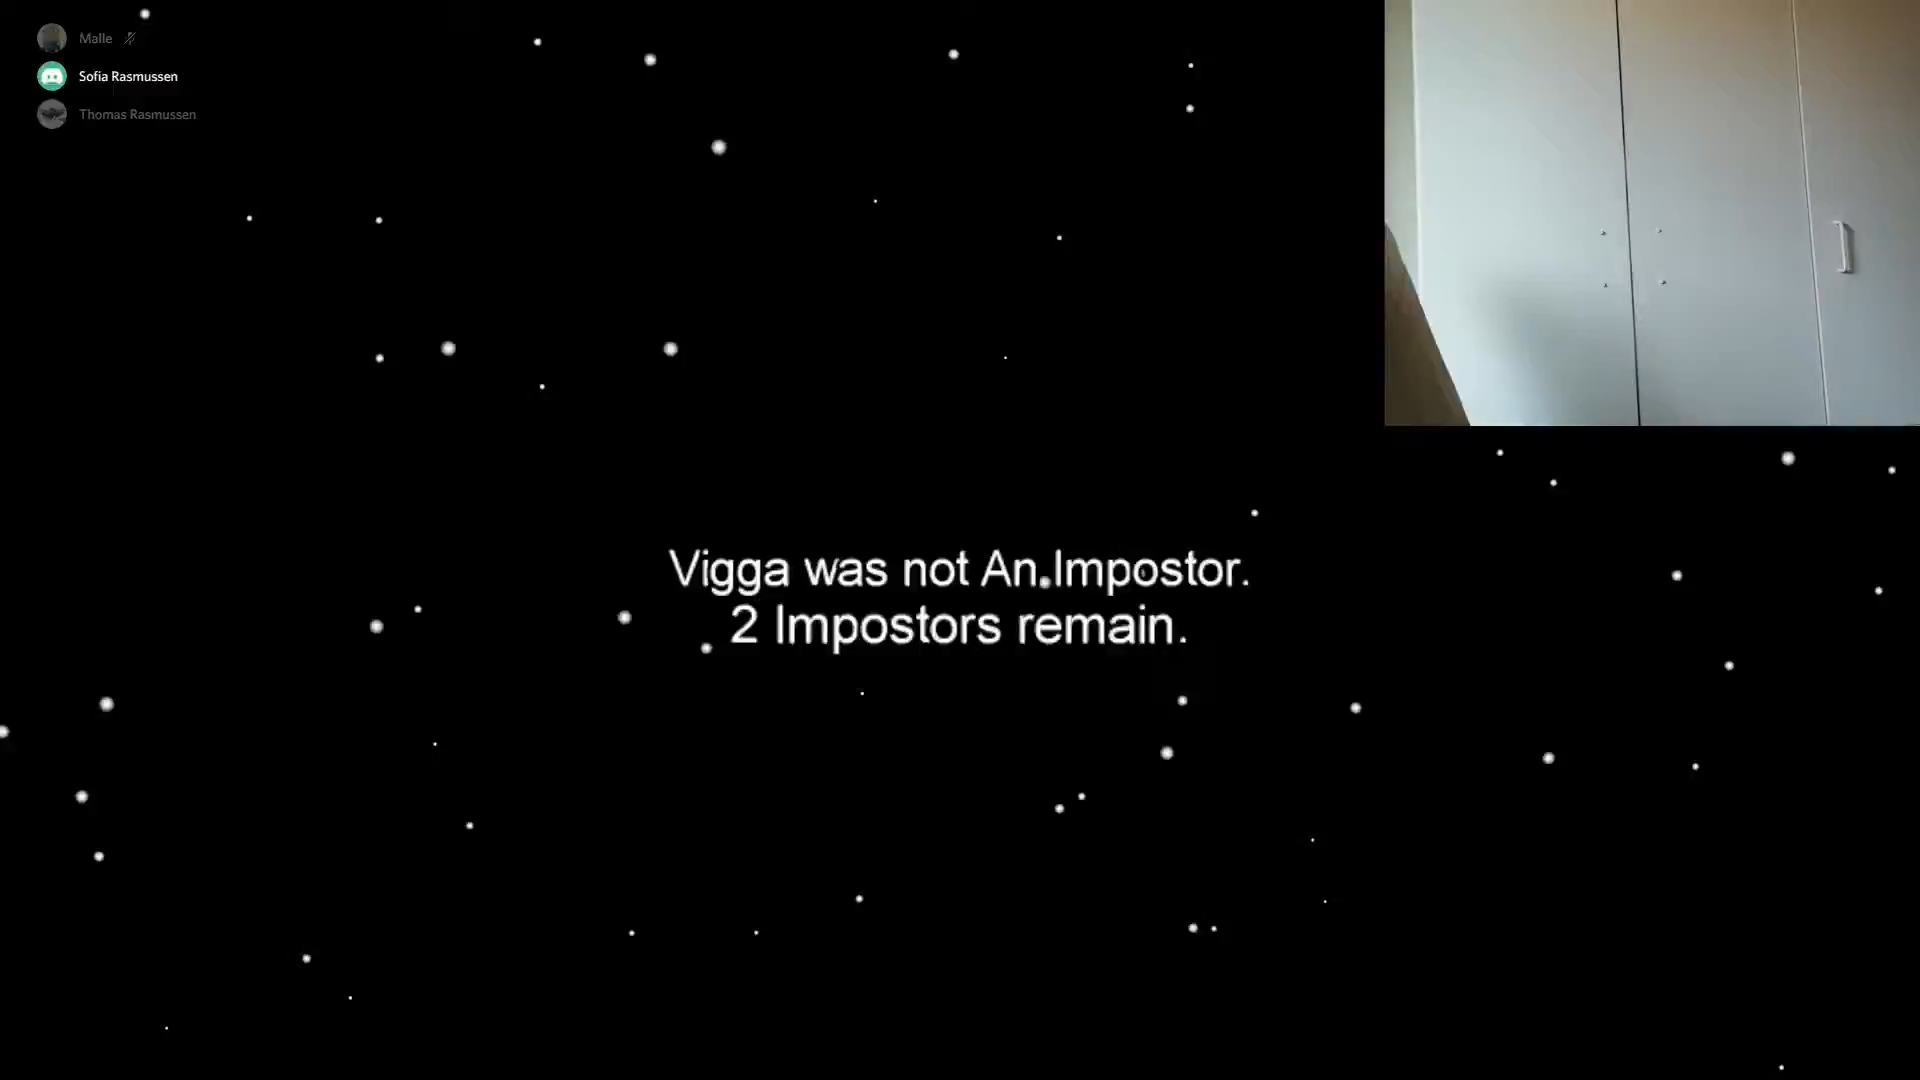 Malle
Sofia Rasmussen
Thomas Rasmussen
Vigga was not An Impostor.
2 Impostors remain.